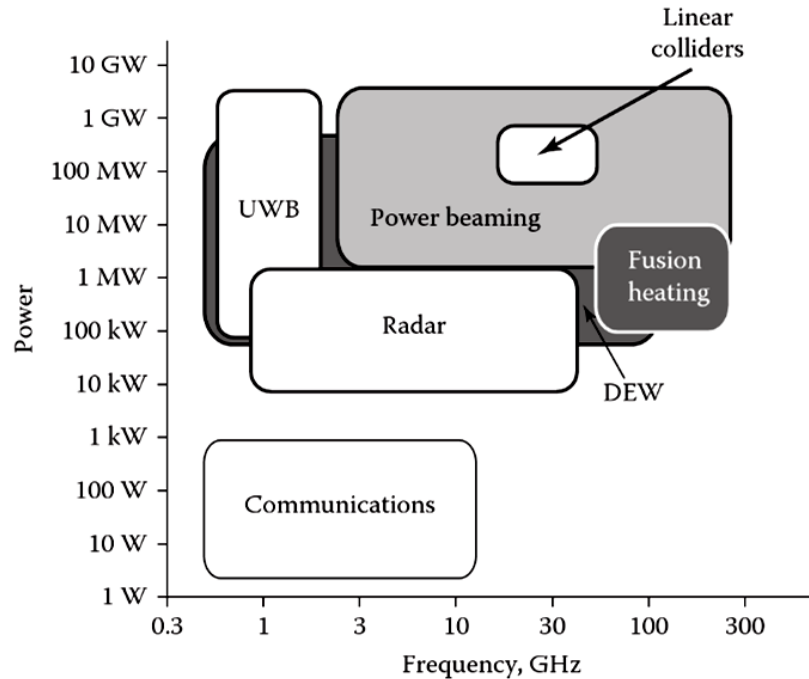 Linear
colliders
10 GW
1 GW
100 MW
10 MW
1 MW
100 kW
10 kW
1 kW
100 W
10 W
1 W
Power
UWB
Power beaming
Fusion
heating
Radar
DEW
Communications
0.3
1
3
10
30
100
300
Frequency, GHz